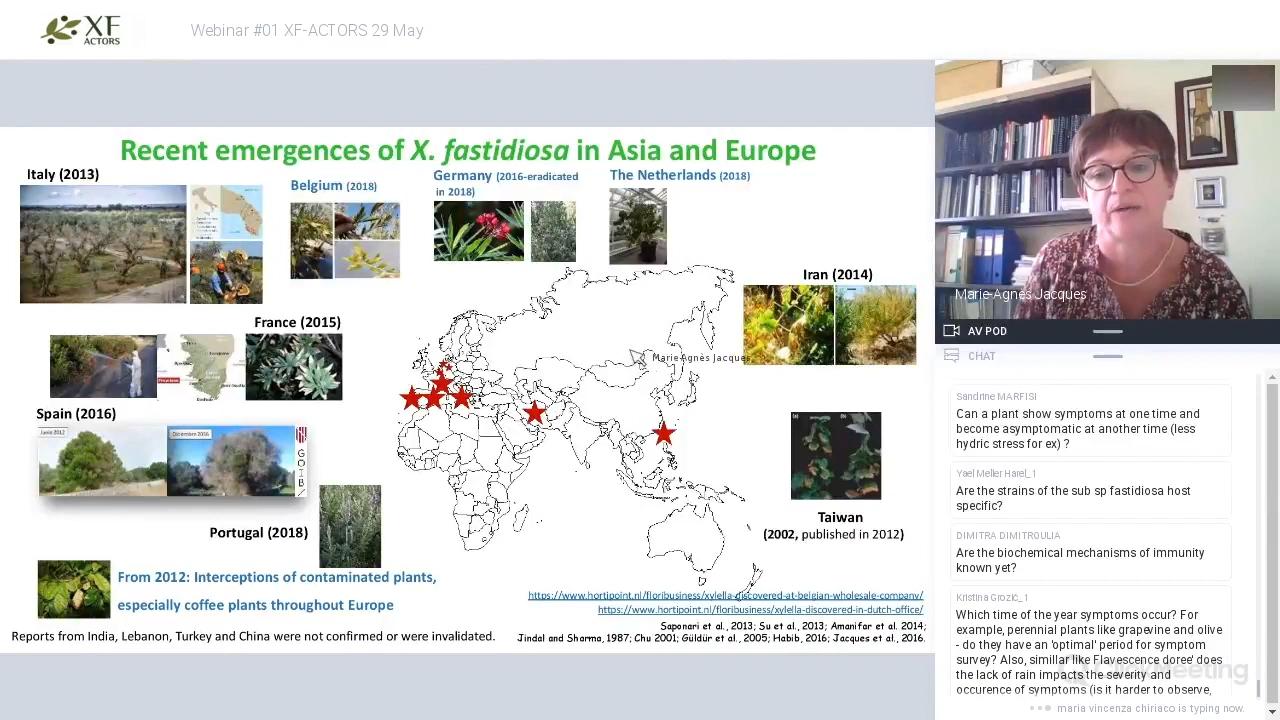 XF
ACTORS
Webinar #01 XF-ACTORS 29 May
Recent emergences of X. fastidiosa in Asia and Europe
Italy (2013)
Belgium (2018)
Germany (2016-eradicated
in 2018)
The Netherlands (2018)
Iran (2014)
France (2015)
Marie-Agnès Jacques
Spain (2016)
Junio 2012
Diciembre 2016
GOIB
Portugal (2018)
Taiwan
(2002, published in 2012)
From 2012: Interceptions of contaminated plants,
especially coffee plants throughout Europe
https://www.hortipoint.nl/floribusiness/xylella-discovered-at-belgian-wholesale-company/
https://www.hortipoint.nl/floribusiness/xylella-discovered-in-dutch-office/
Saponari et al., 2013; Su et al., 2013; Amanifar et al. 2014;
Jindal and Sharma, 1987; Chu 2001; Güldür et al., 2005; Habib, 2016; Jacques et al., 2016.
Reports from India, Lebanon, Turkey and China were not confirmed or were invalidated.
Marie-Agnès Jacques
AV POD
CHAT
Sandrine MARFISI
Can a plant show symptoms at one time and
become asymptomatic at another time (less
hydric stress for ex) ?
Yael Meller Harel_1
Are the strains of the sub sp fastidiosa host
specific?
DIMITRA DIMITROULIA
Are the biochemical mechanisms of immunity
known yet?
Kristina Grozić_1
Which time of the year symptoms occur? For
example, perennial plants like grapevine and olive
- do they have an 'optimal' period for symptom
survey? Also, simillar like Flavescence doree' does
the lack of rain impacts the severity and
occurence of symptoms (is it harder to observe,
ClickMeeting
maria vincenza chiriaco is typing now.